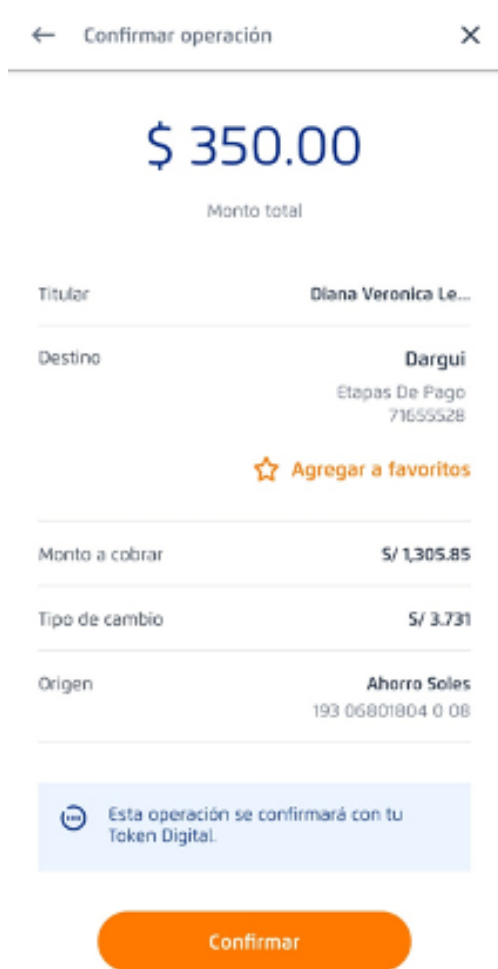 Confirmar operación
$ 350.00
Monto total
Titular Diana Veronica Le...
Destino Dargui
Etapas De Pago
71655528
Agregar a favoritos
Monto a cobrar S/ 1,305.85
Tipo de cambio S/ 3.731
Origen Ahorro Soles
193 06801804 0 08
Esta operación se confirmará con tu
Token Digital.
Confirmar